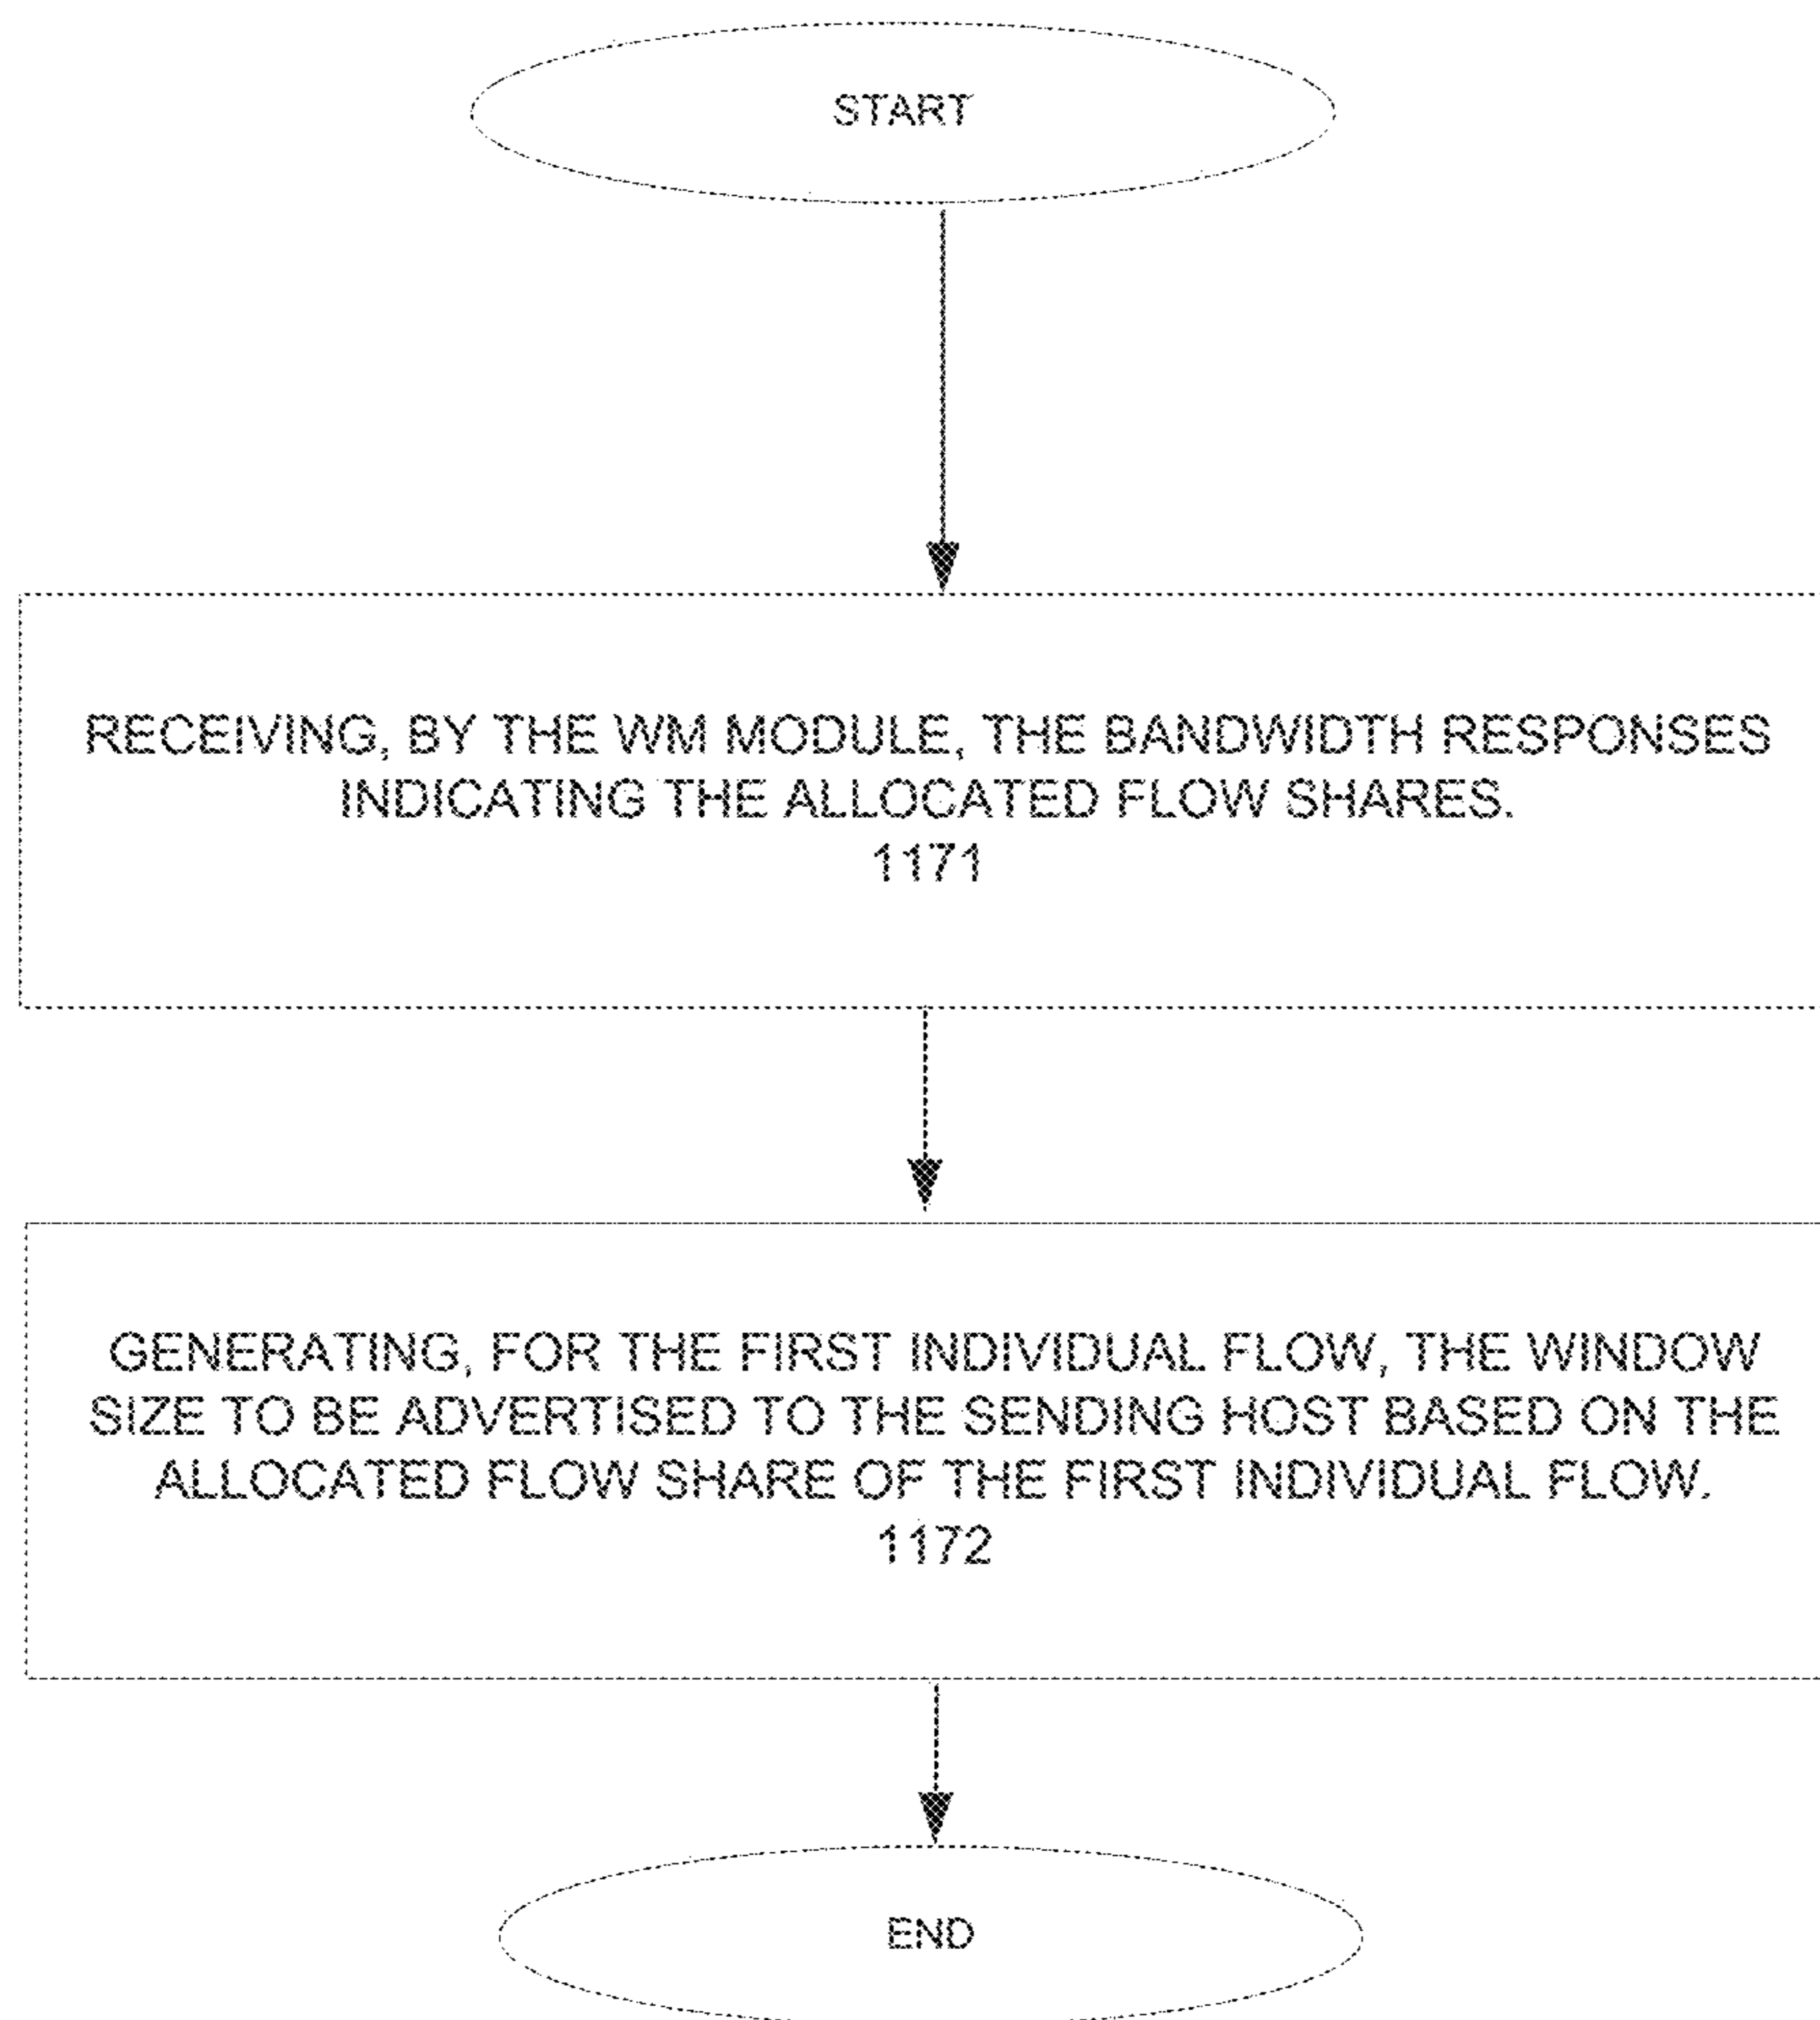 START
RECEIVING, BY THE WM MODULE, THE BANDWIDTH RESPONSES
INDICATING THE ALLOCATED FLOW SHARES.
1171
GENERATING, FOR THE FIRST INDIVIDUAL FLOW, THE WINDOW
SIZE TO BE ADVERTISED TO THE SENDING HOST BASED ON THE
ALLOCATED FLOW SHARE OF THE FIRST INDIVIDUAL FLOW.
1172
END